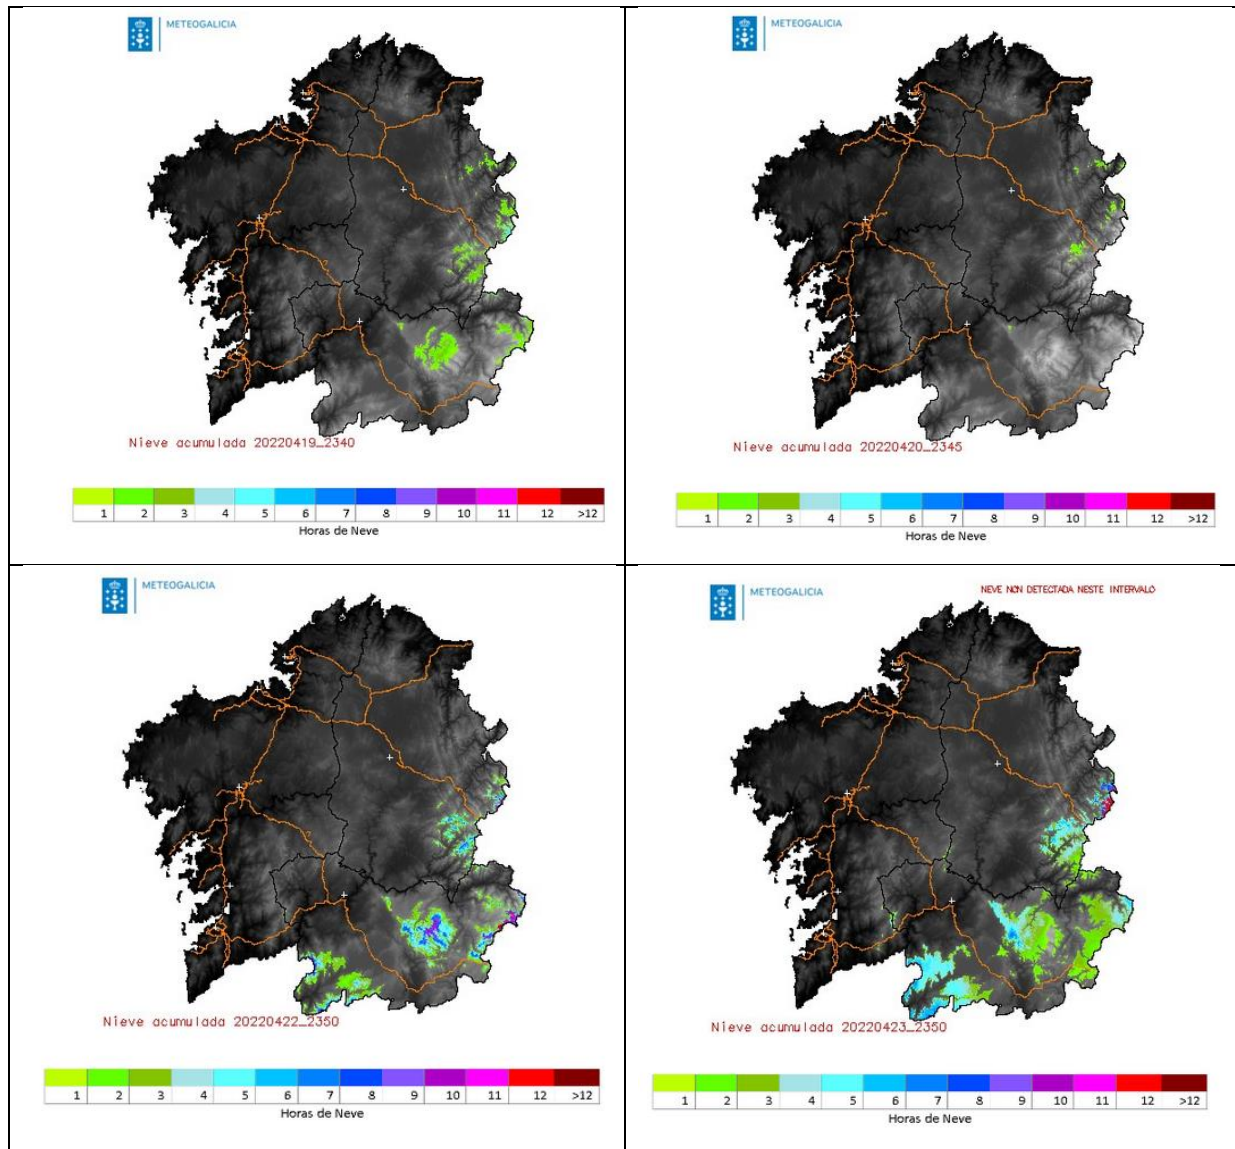 METEOGALICIA
Nieve acumulada 20220419_2340
1 2 3 4 5 6 7 8 9 10 11 12 >12
Horas de Neve
METEOGALICIA
Nieve acumulada 20220420_2345
1 2 3 4 5 6 7 8 9 10 11 12 >12
Horas de Neve
METEOGALICIA
Nieve acumulada 20220422_2350
1 2 3 4 5 6 7 8 9 10 11 12 >12
Horas de Neve
METEOGALICIA
NEVE NON DETECTADA NESTE INTERVALO
Nieve acumulada 20220423_2350
1 2 3 4 5 6 7 8 9 10 11 12 >12
Horas de Neve